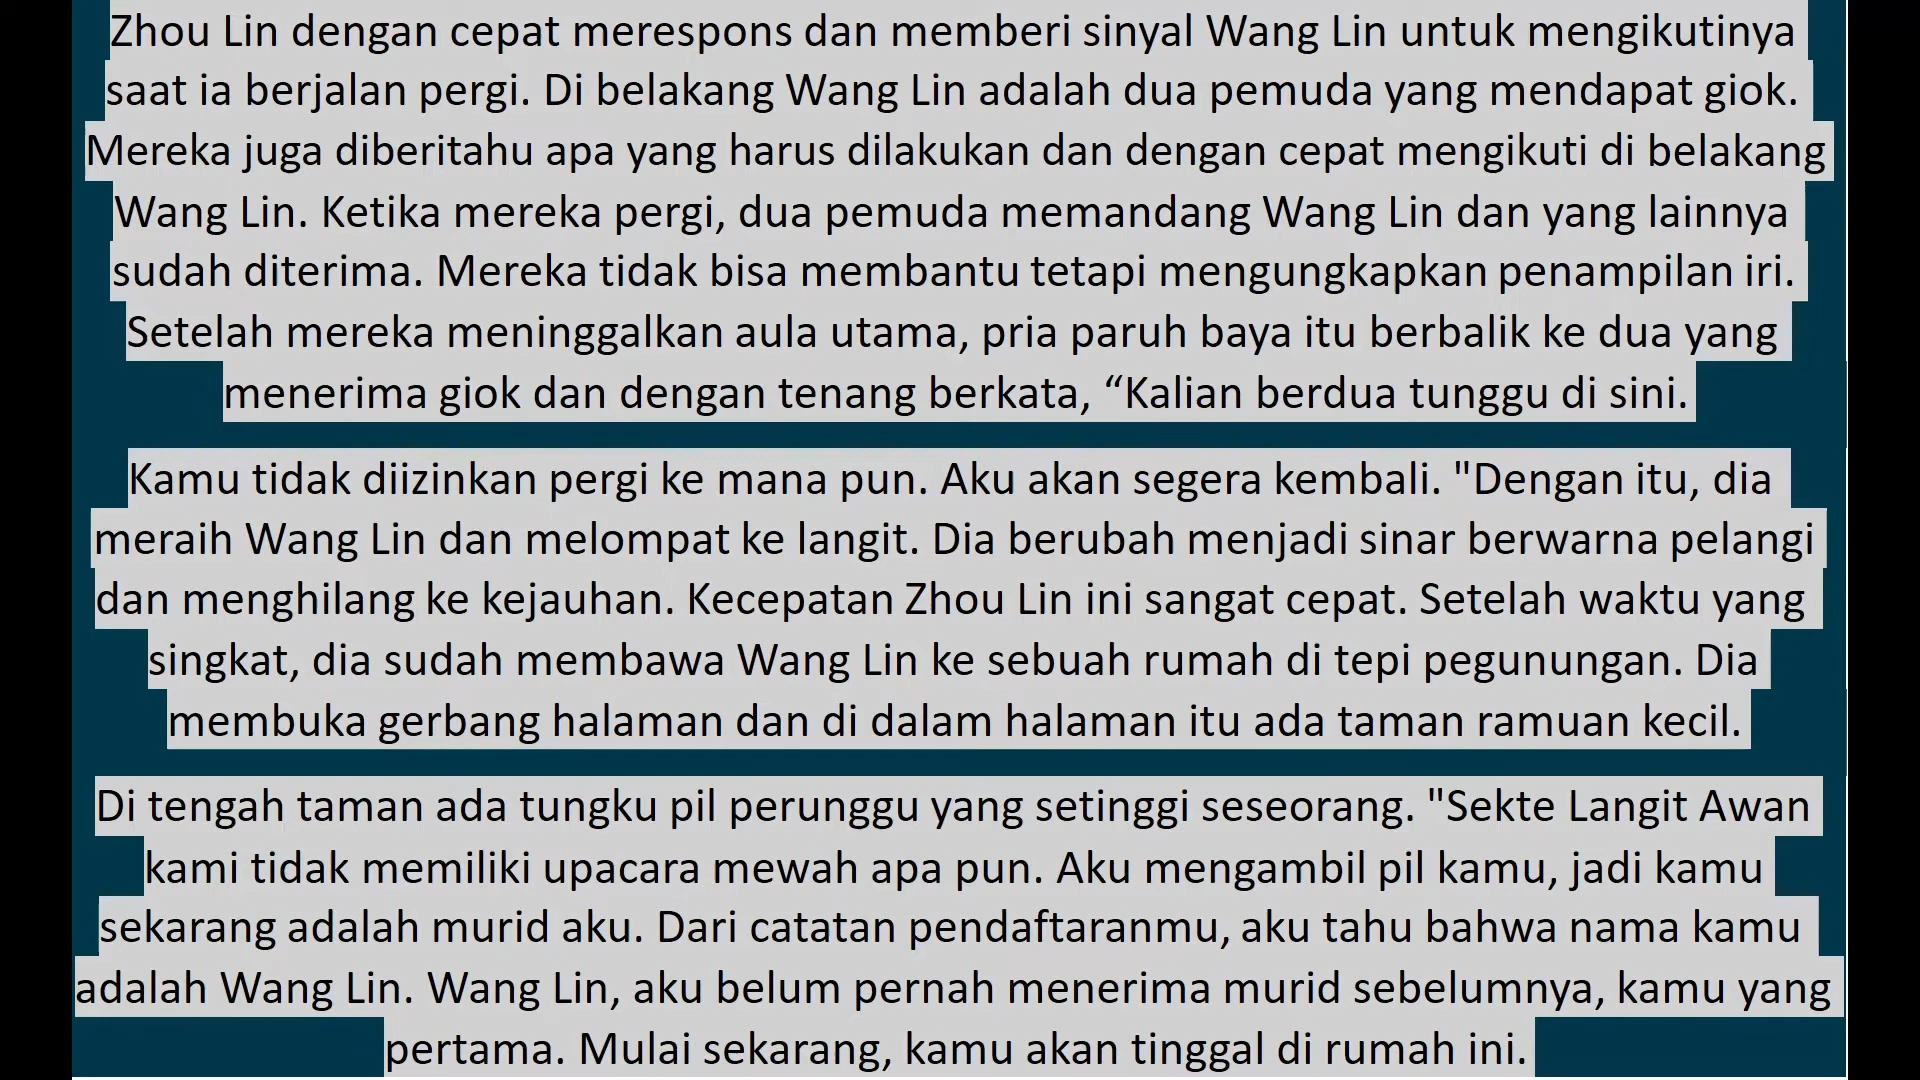 Zhou Lin dengan cepat merespons dan memberi sinyal Wang Lin untuk mengikutinya
saat ia berjalan pergi. Di belakang Wang Lin adalah dua pemuda yang mendapat giok.
Mereka juga diberitahu apa yang harus dilakukan dan dengan cepat mengikuti di belakang
Wang Lin. Ketika mereka pergi, dua pemuda memandang Wang Lin dan yang lainnya
sudah diterima. Mereka tidak bisa membantu tetapi mengungkapkan penampilan iri.
Setelah mereka meninggalkan aula utama, pria paruh baya itu berbalik ke dua yang
menerima giok dan dengan tenang berkata, “Kalian berdua tunggu di sini.
Kamu tidak diizinkan pergi ke mana pun. Aku akan segera kembali. "Dengan itu, dia
meraih Wang Lin dan melompat ke langit. Dia berubah menjadi sinar berwarna pelangi
dan menghilang ke kejauhan. Kecepatan Zhou Lin ini sangat cepat. Setelah waktu yang
singkat, dia sudah membawa Wang Lin ke sebuah rumah di tepi pegunungan. Dia
membuka gerbang halaman dan di dalam halaman itu ada taman ramuan kecil.
Di tengah taman ada tungku pil perunggu yang setinggi seseorang. "Sekte Langit Awan
kami tidak memiliki upacara mewah apa pun. Aku mengambil pil kamu, jadi kamu
sekarang adalah murid aku. Dari catatan pendaftaranmu, aku tahu bahwa nama kamu
adalah Wang Lin. Wang Lin, aku belum pernah menerima murid sebelumnya, kamu yang
pertama. Mulai sekarang, kamu akan tinggal di rumah ini.